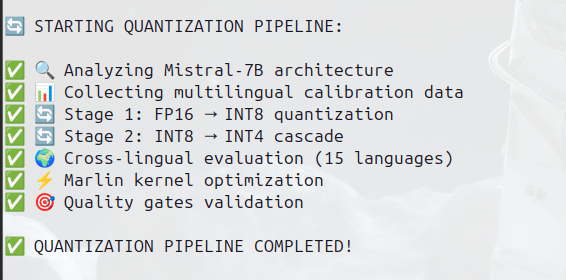 🔄 STARTING QUANTIZATION PIPELINE:
✅ 🔍 Analyzing Mistral-7B architecture
✅ 📊 Collecting multilingual calibration data
✅ 🔄 Stage 1: FP16 → INT8 quantization
✅ 🔄 Stage 2: INT8 → INT4 cascade
✅ 🌍 Cross-lingual evaluation (15 languages)
✅ ⚡ Marlin kernel optimization
✅ 🎯 Quality gates validation
✅ QUANTIZATION PIPELINE COMPLETED!